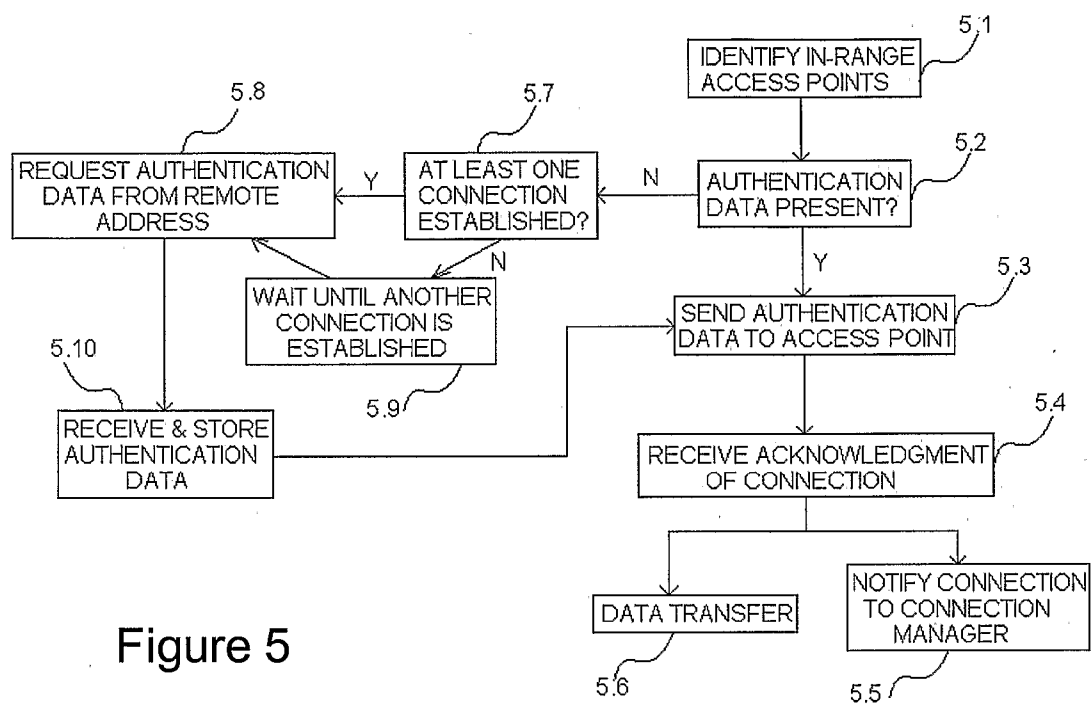 5.1
IDENTIFY IN-RANGE
ACCESS POINTS
5.2
AUTHENTICATION
DATA PRESENT?
N
Y
5.7
AT LEAST ONE
CONNECTION
ESTABLISHED?
Y
N
5.8
REQUEST AUTHENTICATION
DATA FROM REMOTE
ADDRESS
WAIT UNTIL ANOTHER
CONNECTION IS
ESTABLISHED
5.9
5.10
RECEIVE & STORE
AUTHENTICATION
DATA
5.3
SEND AUTHENTICATION
DATA TO ACCESS POINT
5.4
RECEIVE ACKNOWLEDGMENT
OF CONNECTION
DATA TRANSFER
5.6
NOTIFY CONNECTION
TO CONNECTION
MANAGER
5.5
Figure 5